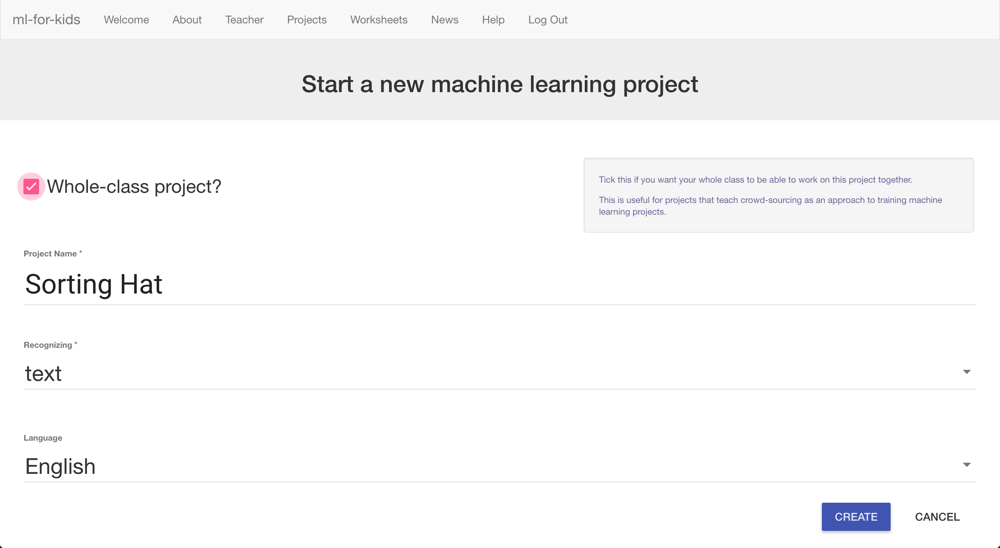 ml-for-kids Welcome About Teacher Projects Worksheets News Help Log Out
Start a new machine learning project
Whole-class project?
Tick this if you want your whole class to be able to work on this project together.
This is useful for projects that teach crowd-sourcing as an approach to training machine
learning projects.
Project Name *
Sorting Hat
Recognizing *
text
Language
English
CREATE CANCEL